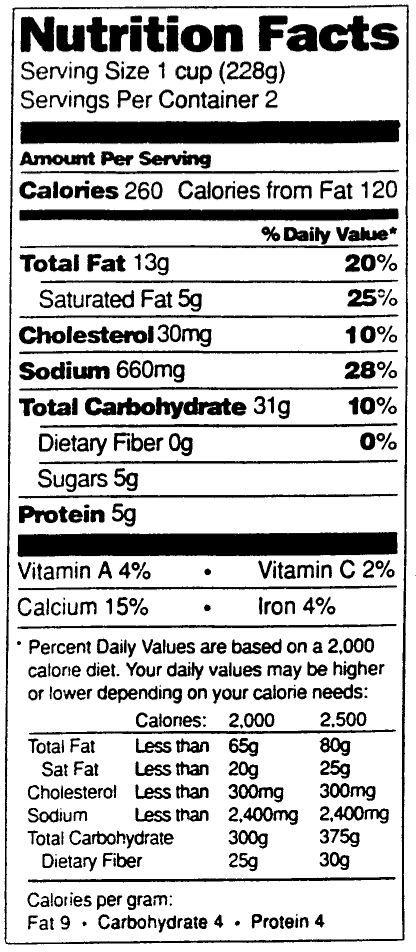 Nutrition Facts
Serving Size 1 cup (228g)
Servings Per Container 2
Amount Per Serving
Calories 260 Calories from Fat 120
% Daily Value*
Total Fat 13g 20%
Saturated Fat 5g 25%
Cholesterol 30mg 10%
Sodium 660mg 28%
Total Carbohydrate 31g 10%
Dietary Fiber 0g 0%
Sugars 5g
Protein 5g
Vitamin A 4% • Vitamin C 2%
Calcium 15% • Iron 4%
* Percent Daily Values are based on a 2,000
calorie diet. Your daily values may be higher
or lower depending on your calorie needs:
Calories: 2,000 2,500
Total Fat Less than 65g 80g
Sat Fat Less than 20g 25g
Cholesterol Less than 300mg 300mg
Sodium Less than 2,400mg 2,400mg
Total Carbohydrate 300g 375g
Dietary Fiber 25g 30g
Calories per gram:
Fat 9 • Carbohydrate 4 • Protein 4